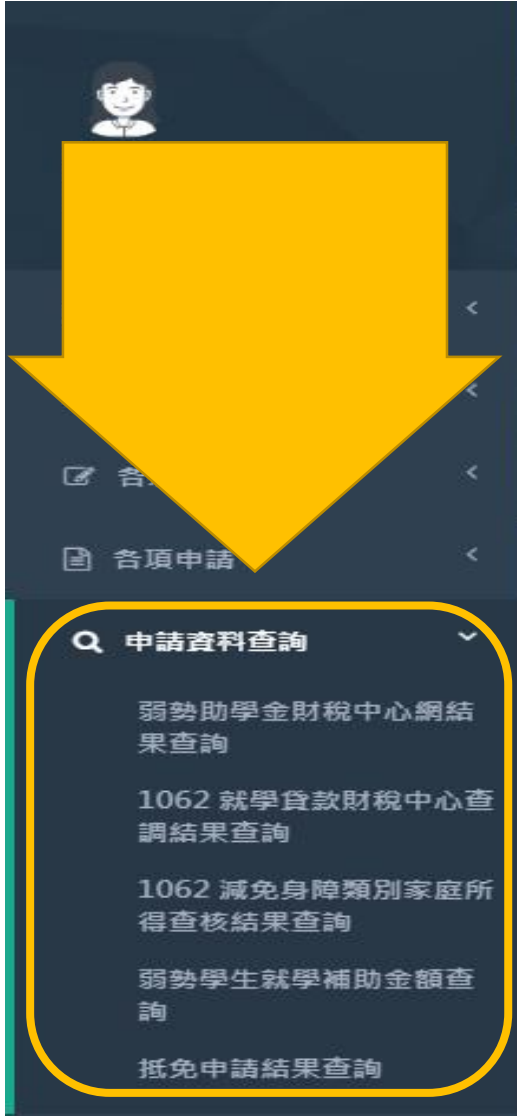 各
各項申請
申請資料查詢
弱勢助學金財稅中心網結
果查詢
1062 就學貸款財稅中心查
調結果查詢
1062 減免身障類別家庭所
得查核結果查詢
弱勢學生就學補助金額查
詢
抵免申請結果查詢